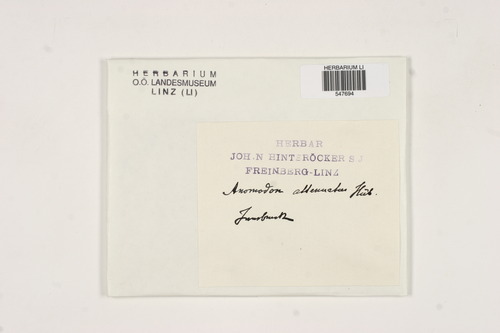 HERBARIUM
O.Ö. LANDESMUSEUM
LINZ (LI)
HERBARIUM LI
547694
HERBAR
JOH.N HINTERÖCKER S.J.
FREINBERG-LINZ
Anomodon attenuatus Hüb.
Innsbruck